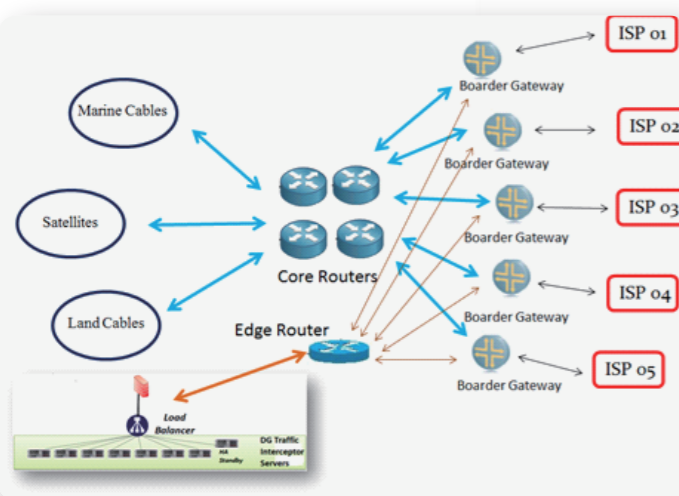 ISP 01
Boarder Gateway
Marine Cables
ISP 02
Boarder Gateway
Satellites
ISP 03
Boarder Gateway
Core Routers
ISP 04
Boarder Gateway
Land Cables
Edge Router
ISP 05
Boarder Gateway
Load
Balancer
HA
Standby
DG Traffic
Interceptor
Servers